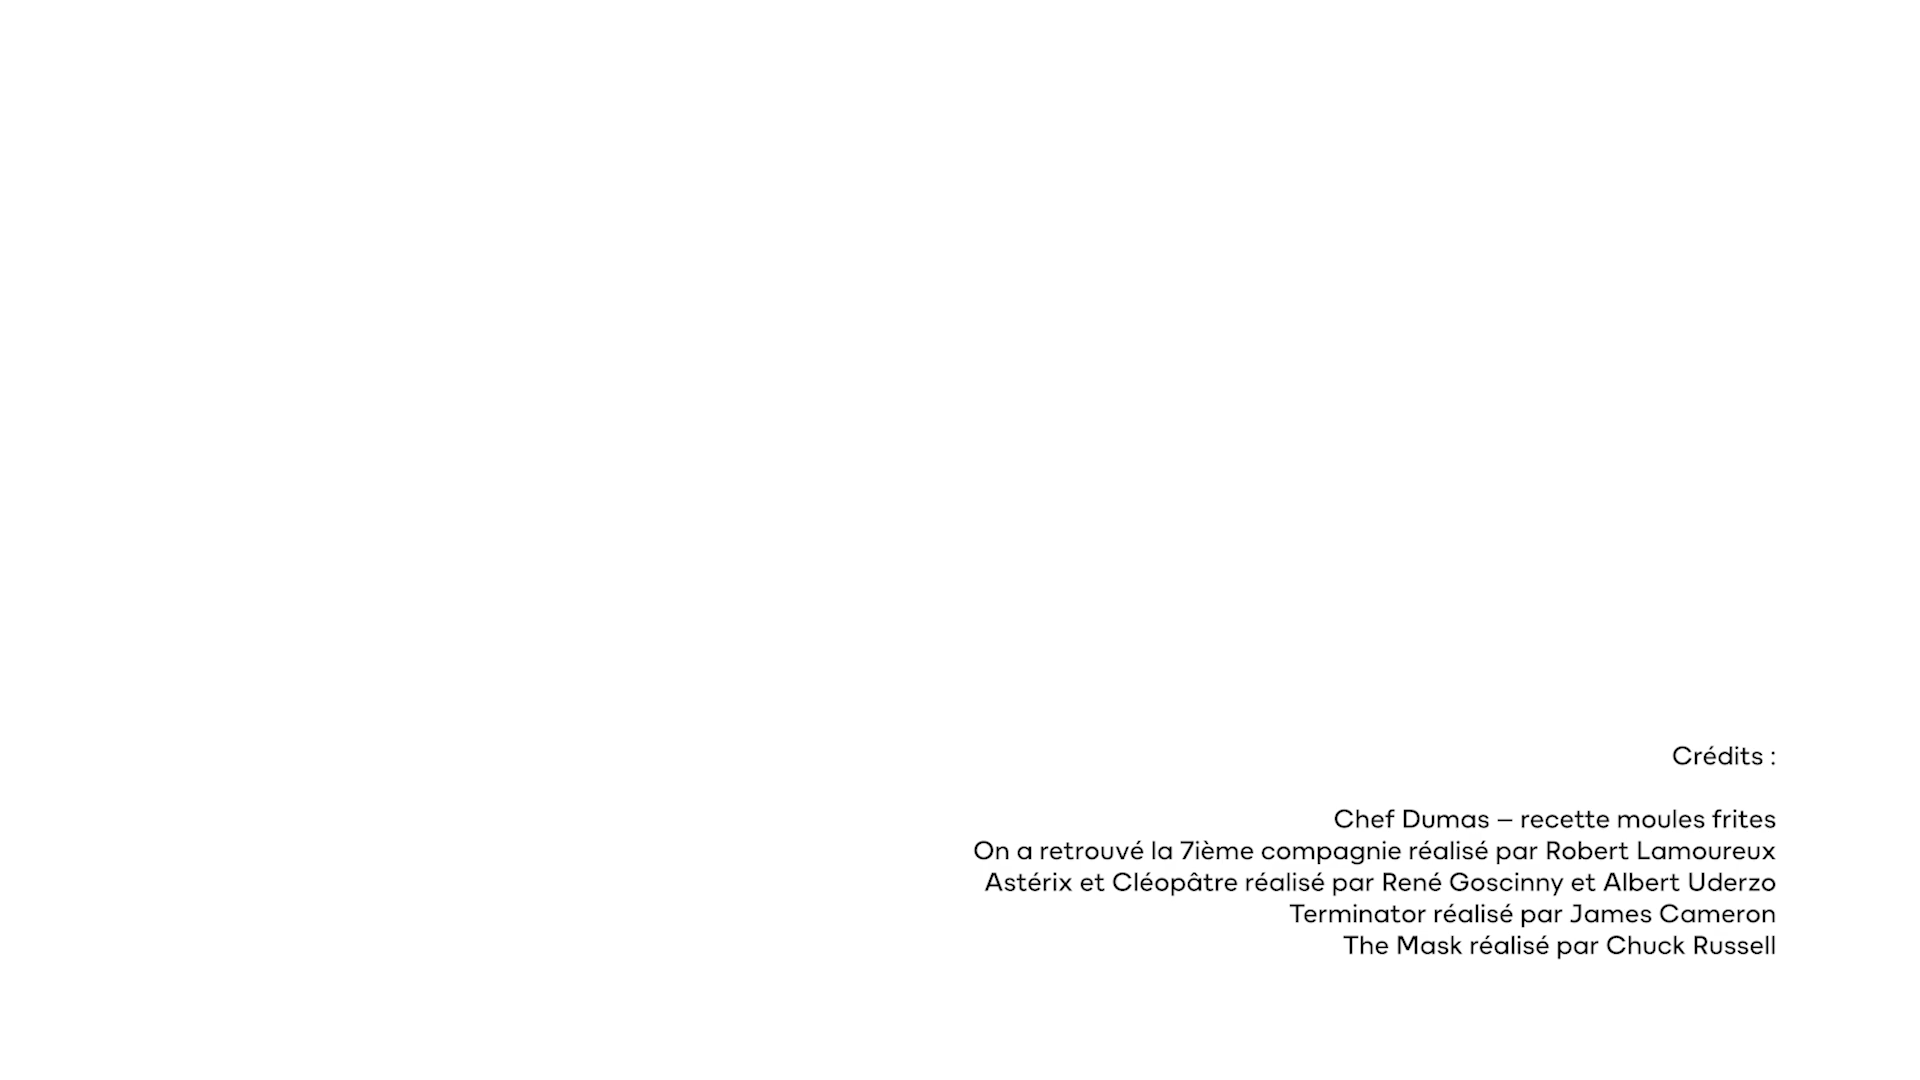 Crédits :
Chef Dumas – recette moules frites
On a retrouvé la 7ième compagnie réalisé par Robert Lamoureux
Astérix et Cléopâtre réalisé par René Goscinny et Albert Uderzo
Terminator réalisé par James Cameron
The Mask réalisé par Chuck Russell